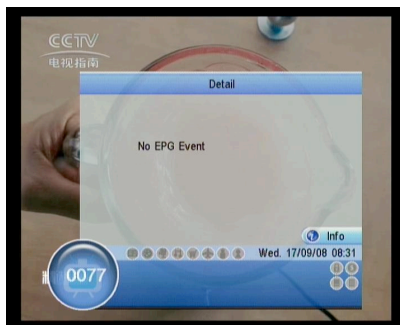 CCTV
电视指南
Detail
No EPG Event
Info
Wed. 17/09/08 08:31
0077